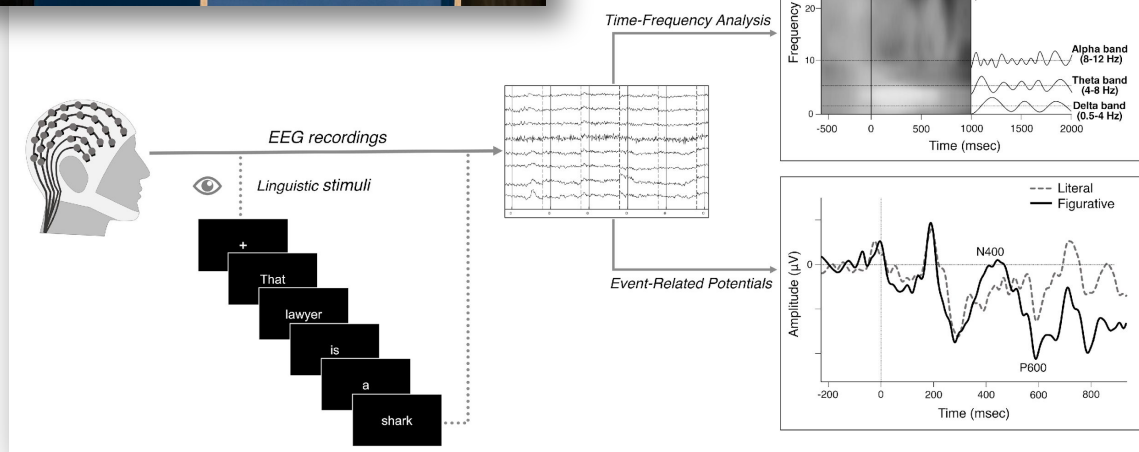 Time-Frequency Analysis
EEG recordings
Linguistic stimuli
+
That
lawyer
is
a
shark
Event-Related Potentials
Frequency
20
10
0
-500 0 500 1000 1500 2000
Time (msec)
Alpha band
(8-12 Hz)
Theta band
(4-8 Hz)
Delta band
(0.5-4 Hz)
Literal
Figurative
N400
P600
Amplitude (µV)
0
-200 0 200 400 600 800
Time (msec)